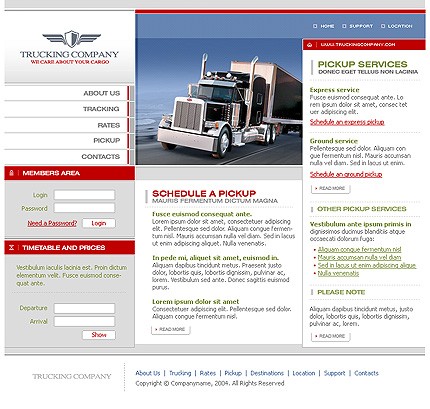 HOME
SUPPORT
LOCATION
TRUCKING COMPANY
WE CARE ABOUT YOUR CARGO
ABOUT US
TRACKING
RATES
PICKUP
CONTACTS
MEMBERS AREA
Login
Password
Need a Password?
Login
TIMETABLE AND PRICES
Vestibulum iaculis lacinia est. Proin dictum
elementum velit. Fusce euismod conse-
quat ante.
Departure
Arrival
Show
SCHEDULE A PICKUP
MAURIS FERMENTUM DICTUM MAGNA
Fusce euismod consequat ante.
Lorem ipsum dolor sit amet, consectetuer adipiscing
elit. Pellentesque sed dolor. Aliquam congue fermen-
tum nisl. Mauris accumsan nulla vel diam. Sed in lacus
ut enim adipiscing aliquet. Nulla venenatis.
In pede mi, aliquet sit amet, euismod in.
Aliquam dapibus tincidunt metus. Praesent justo
dolor, lobortis quis, lobortis dignissim, pulvinar ac,
lorem. Vestibulum sed ante. Donec sagittis euismod
purus.
Lorem ipsum dolor sit amet
Consectetuer adipiscing elit. Pellentesque sed dolor.
Aliquam congue fermentum nisl.
READ MORE
WWW.TRUCKINGCOMPANY.COM
PICKUP SERVICES
DONEC EGET TELLUS NON LACINIA
Express service
Fusce euismod consequat ante. Lo
rem ipsum dolor sit amet, consec tet
uer adipiscing elit.
Schedule an express pickup
Ground service
Pellentesque sed dolor. Aliquam con
gue fermentum nisl. Mauris accumsan
nulla vel diam. Sed in lacus ut enim.
Schedule an ground pickup
READ MORE
OTHER PICKUP SERVICES
Vestibulum ante ipsum primis in
dignissimos ducimus blanditiis atque
occaecati dolorum fuga:
Aliquam congue fermentum nisl
Mauris accumsan nulla vel diam
Sed in lacus ut enim adipiscing aliquet
Nulla venenatis
PLEASE NOTE
Aliquam dapibus tincidunt metus.
Praesent justo dolor, lobortis
quis, lobortis dignissim,
pulvinar ac, lorem.
READ MORE
TRUCKING COMPANY
About Us | Trucking | Rates | Pickup | Destinations | Location | Support | Contacts
Copyright © Companyname, 2004. All Rights Reserved